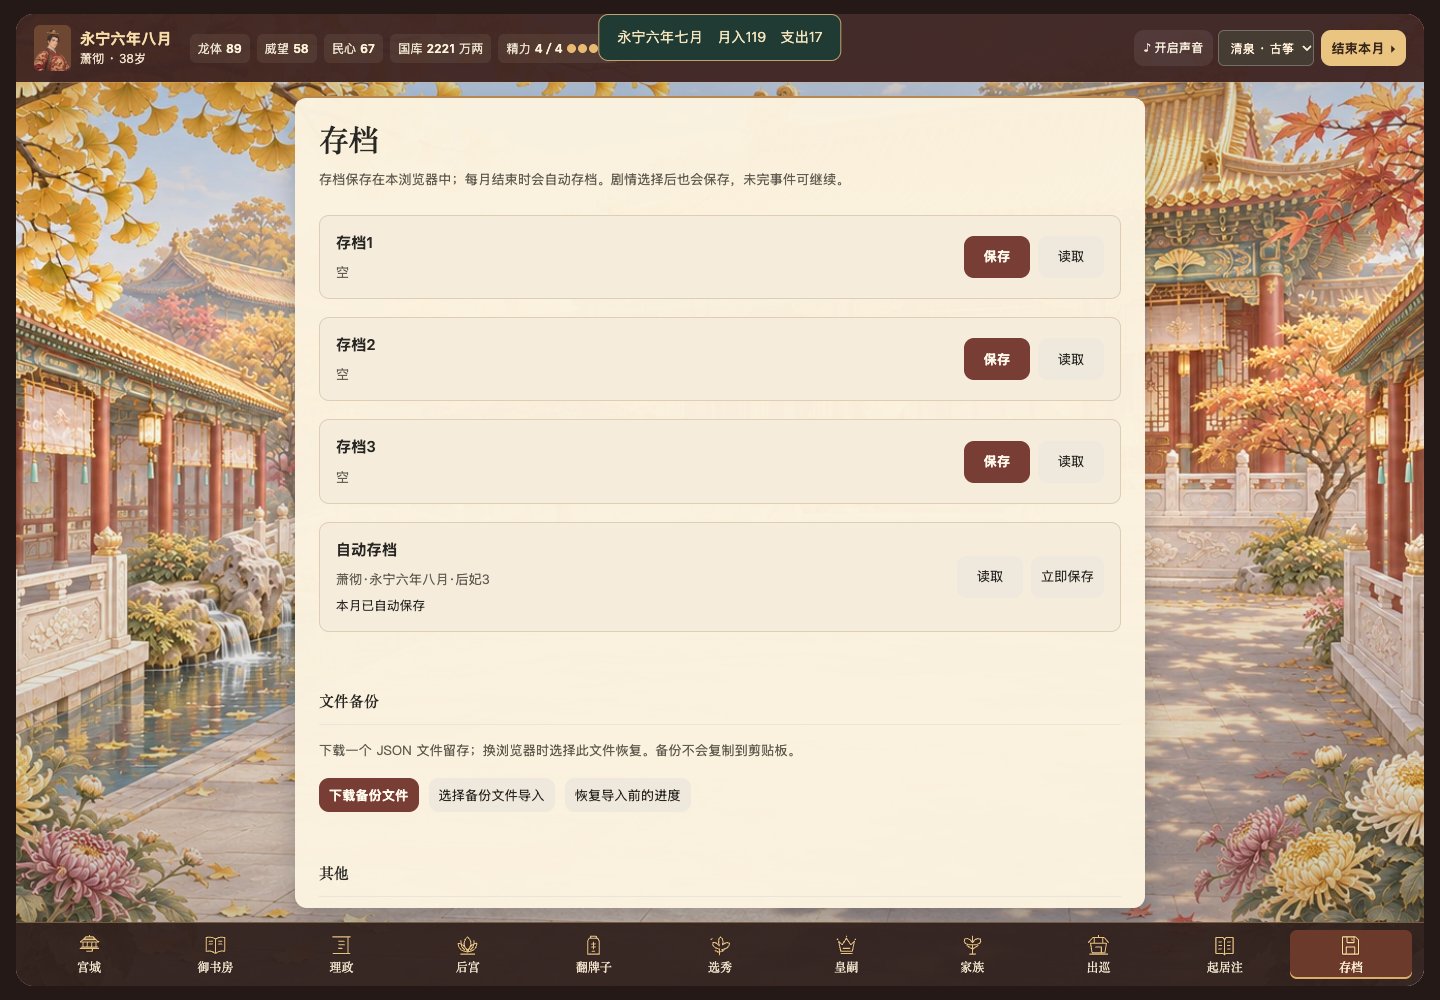 永宁六年八月
萧彻 · 38岁
龙体 89
威望 58
民心 67
国库 2221 万两
精力 4 / 4
永宁六年七月 月入119 支出17
♪ 开启声音
清泉 · 古筝
结束本月
存档
存档保存在本浏览器中；每月结束时会自动存档。剧情选择后也会保存，未完事件可继续。
存档1
空
保存
读取
存档2
空
保存
读取
存档3
空
保存
读取
自动存档
萧彻·永宁六年八月·后妃3
本月已自动保存
读取
立即保存
文件备份
下载一个 JSON 文件留存；换浏览器时选择此文件恢复。备份不会复制到剪贴板。
下载备份文件
选择备份文件导入
恢复导入前的进度
其他
宫城
御书房
理政
后宫
翻牌子
选秀
皇嗣
家族
出巡
起居注
存档